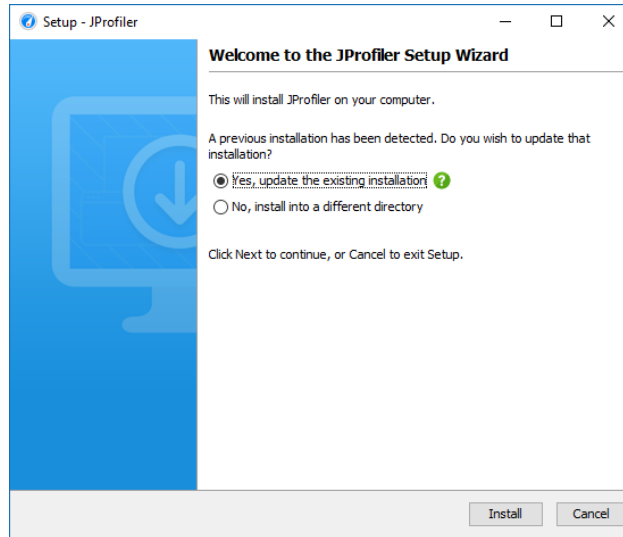 Setup - JProfiler
Welcome to the JProfiler Setup Wizard
This will install JProfiler on your computer.
A previous installation has been detected. Do you wish to update that
installation?
Yes, update the existing installation ?
No, install into a different directory
Click Next to continue, or Cancel to exit Setup.
Install Cancel